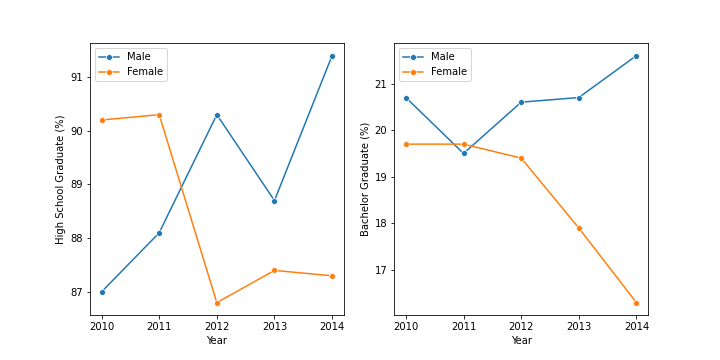 Male
Female
91
90
89
88
87
High School Graduate (%)
2010 2011 2012 2013 2014
Year
Male
Female
21
20
19
18
17
Bachelor Graduate (%)
2010 2011 2012 2013 2014
Year